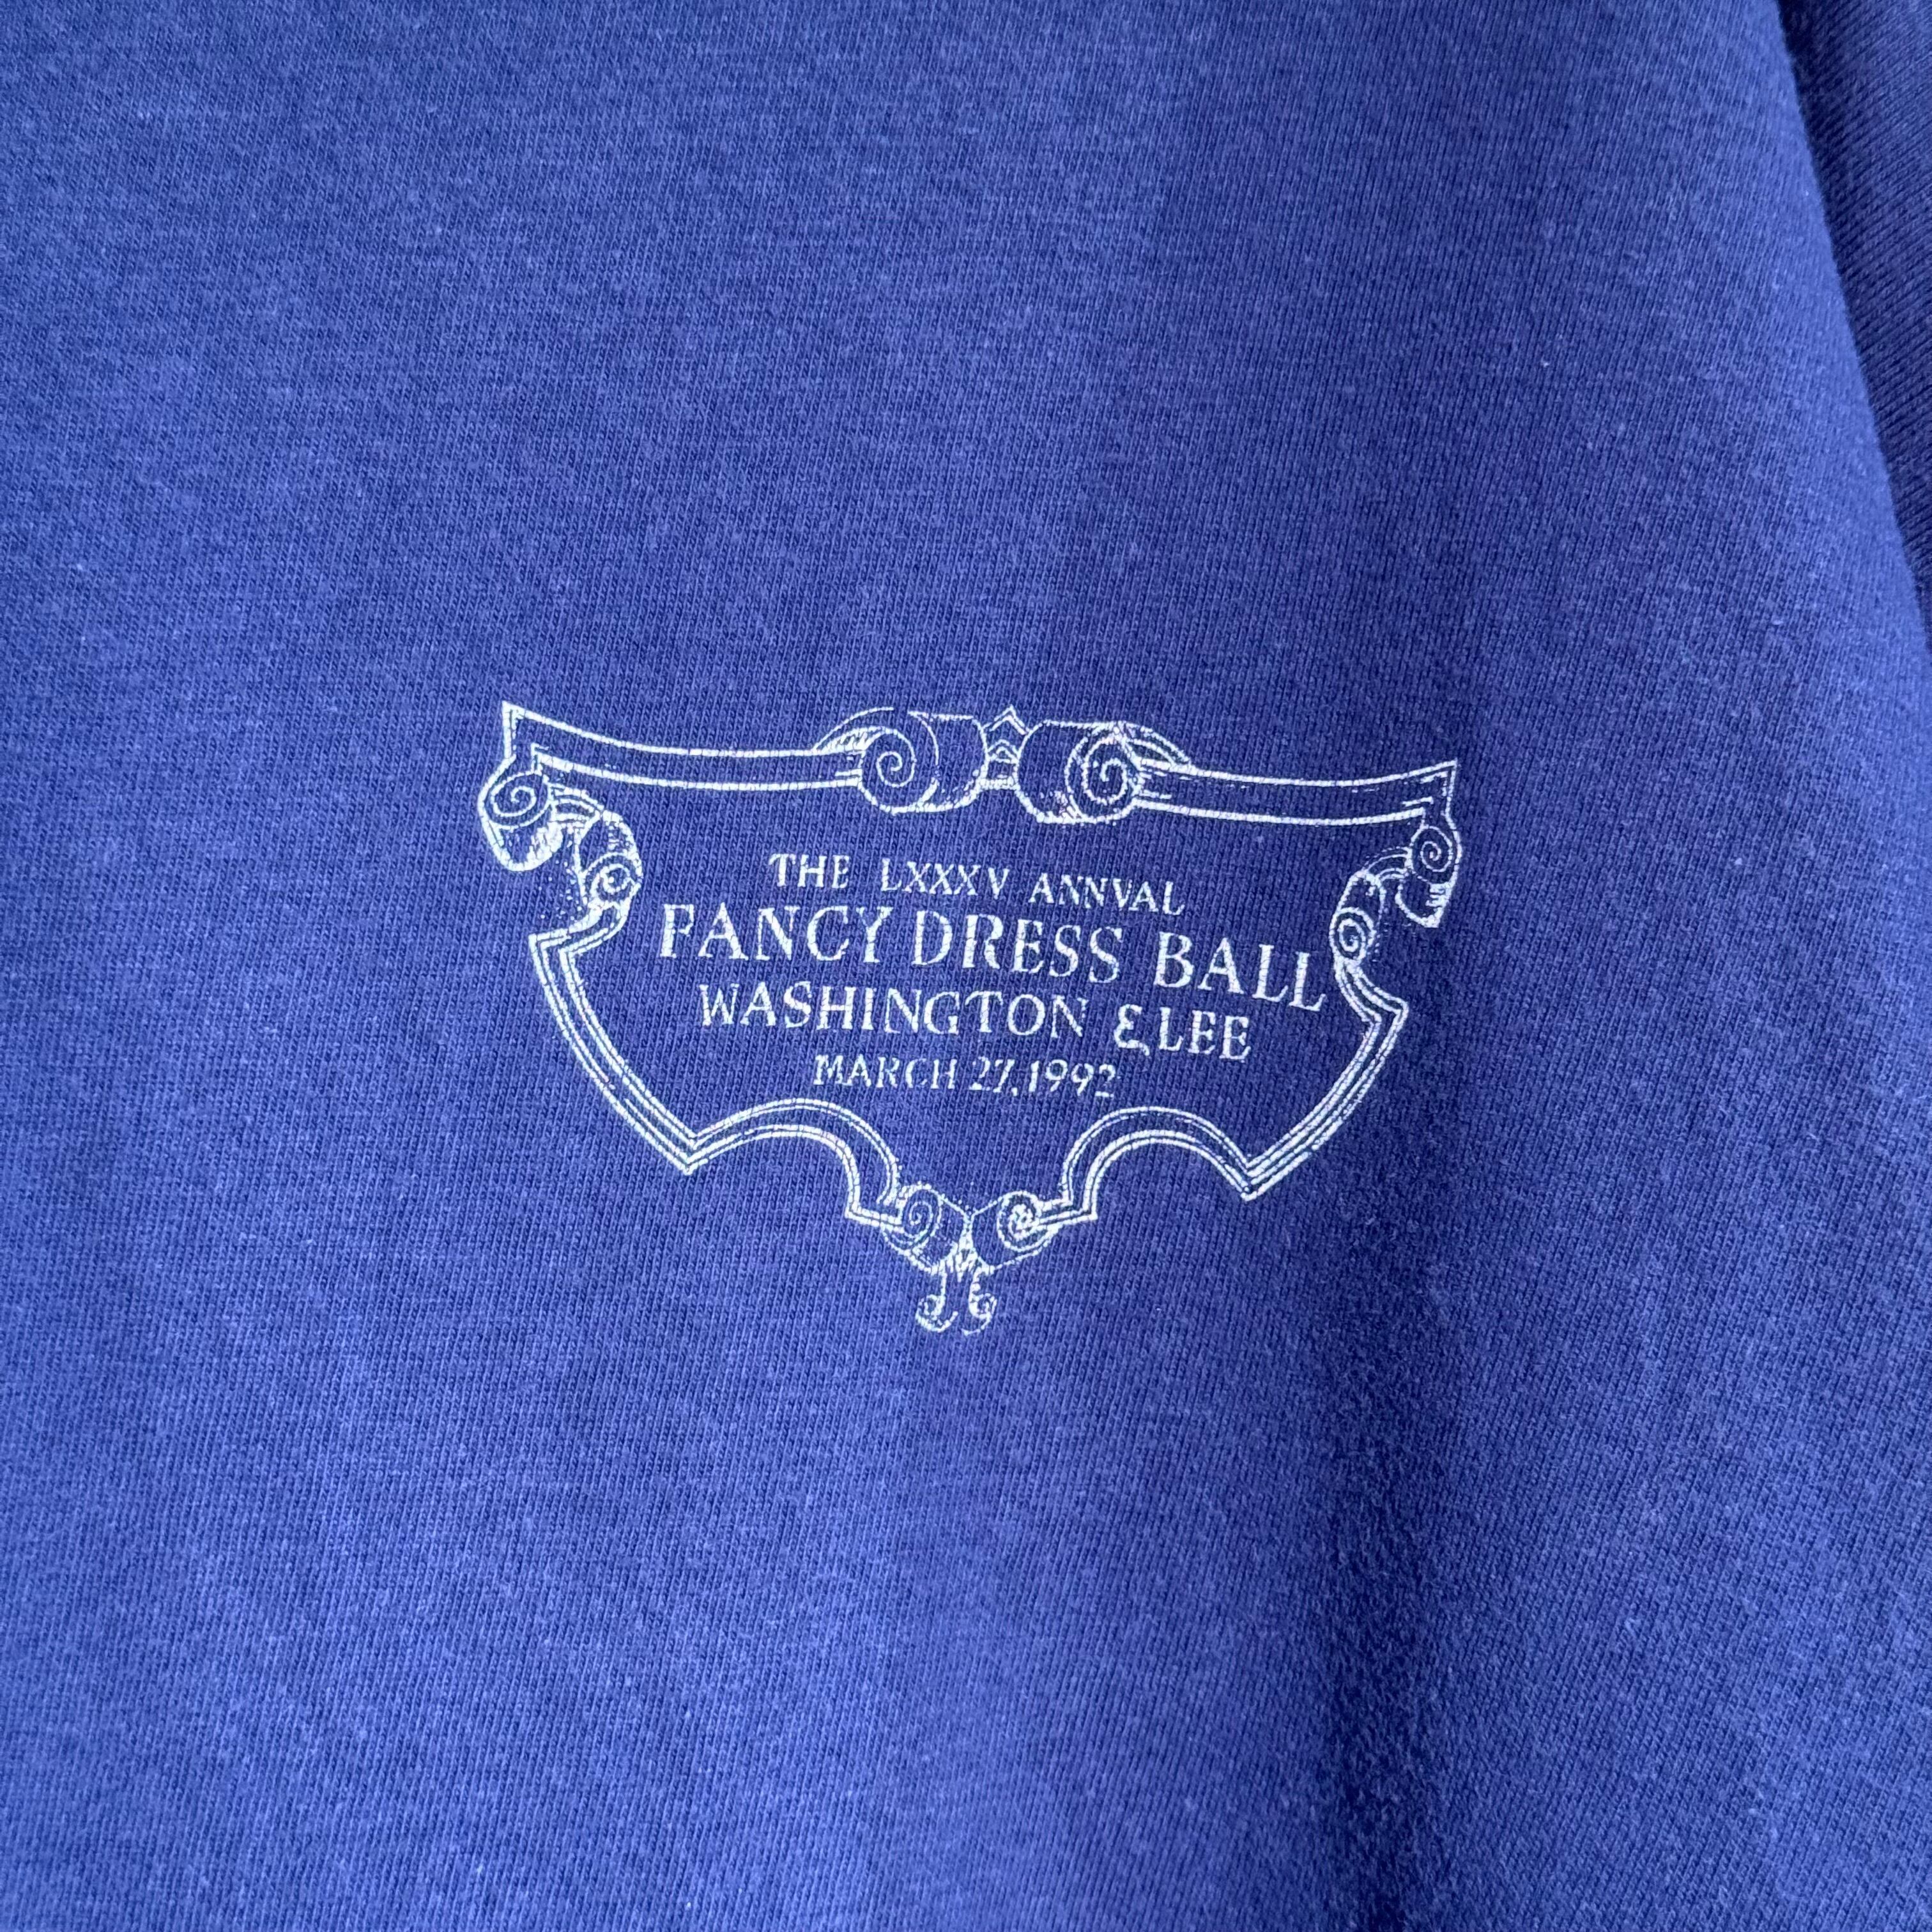 THE LXXXV ANNVAL
FANCY DRESS BALL
WASHINGTON & LEE
MARCH 27, 1992